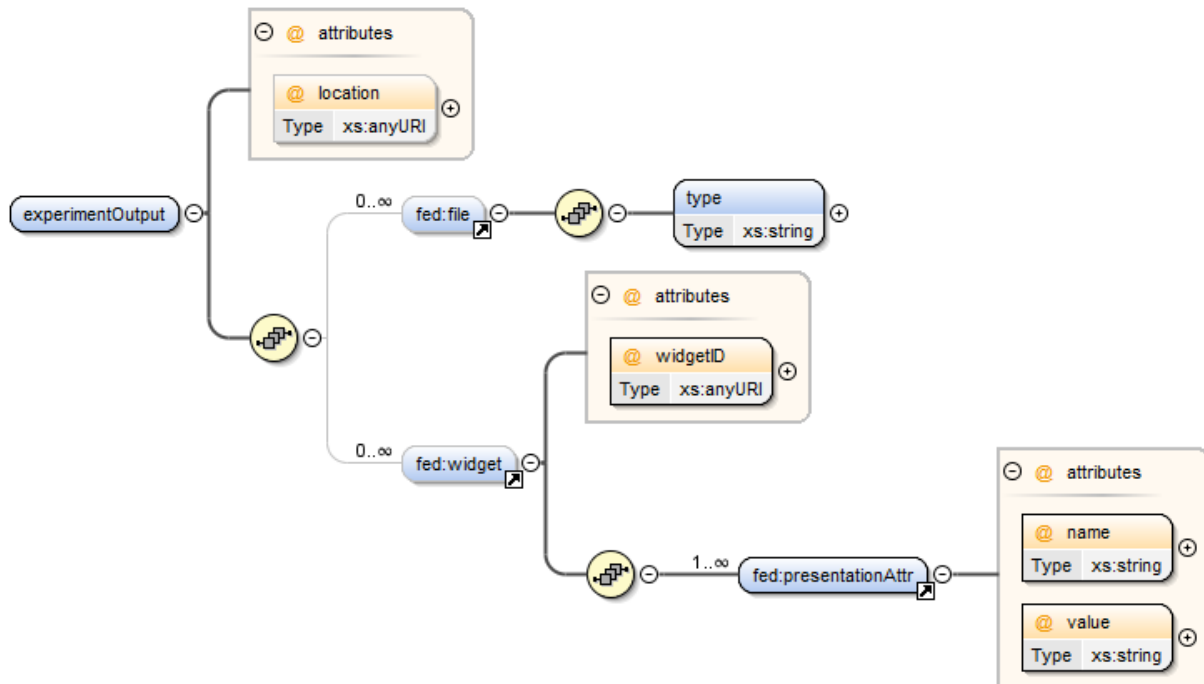 @ attributes
@ location
Type xs:anyURI
experimentOutput
0..∞
fed:file
type
Type xs:string
@ attributes
@ widgetID
Type xs:anyURI
0..∞
fed:widget
@ attributes
@ name
Type xs:string
1..∞
fed:presentationAttr
@ value
Type xs:string